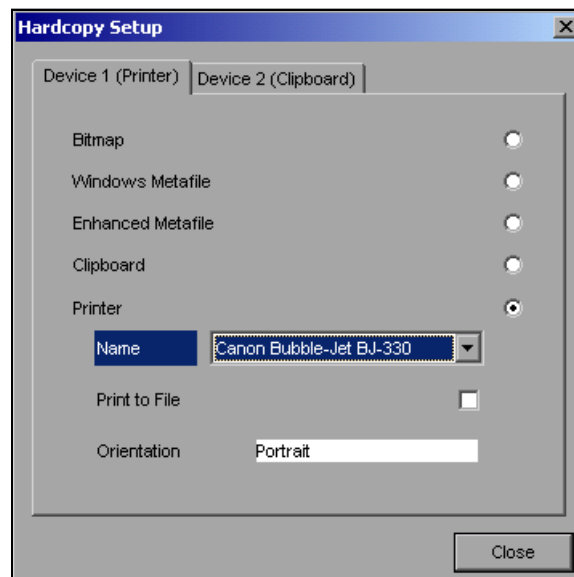 Hardcopy Setup
Device 1 (Printer) Device 2 (Clipboard)
Bitmap
Windows Metafile
Enhanced Metafile
Clipboard
Printer
Name Canon Bubble-Jet BJ-330
Print to File
Orientation Portrait
Close